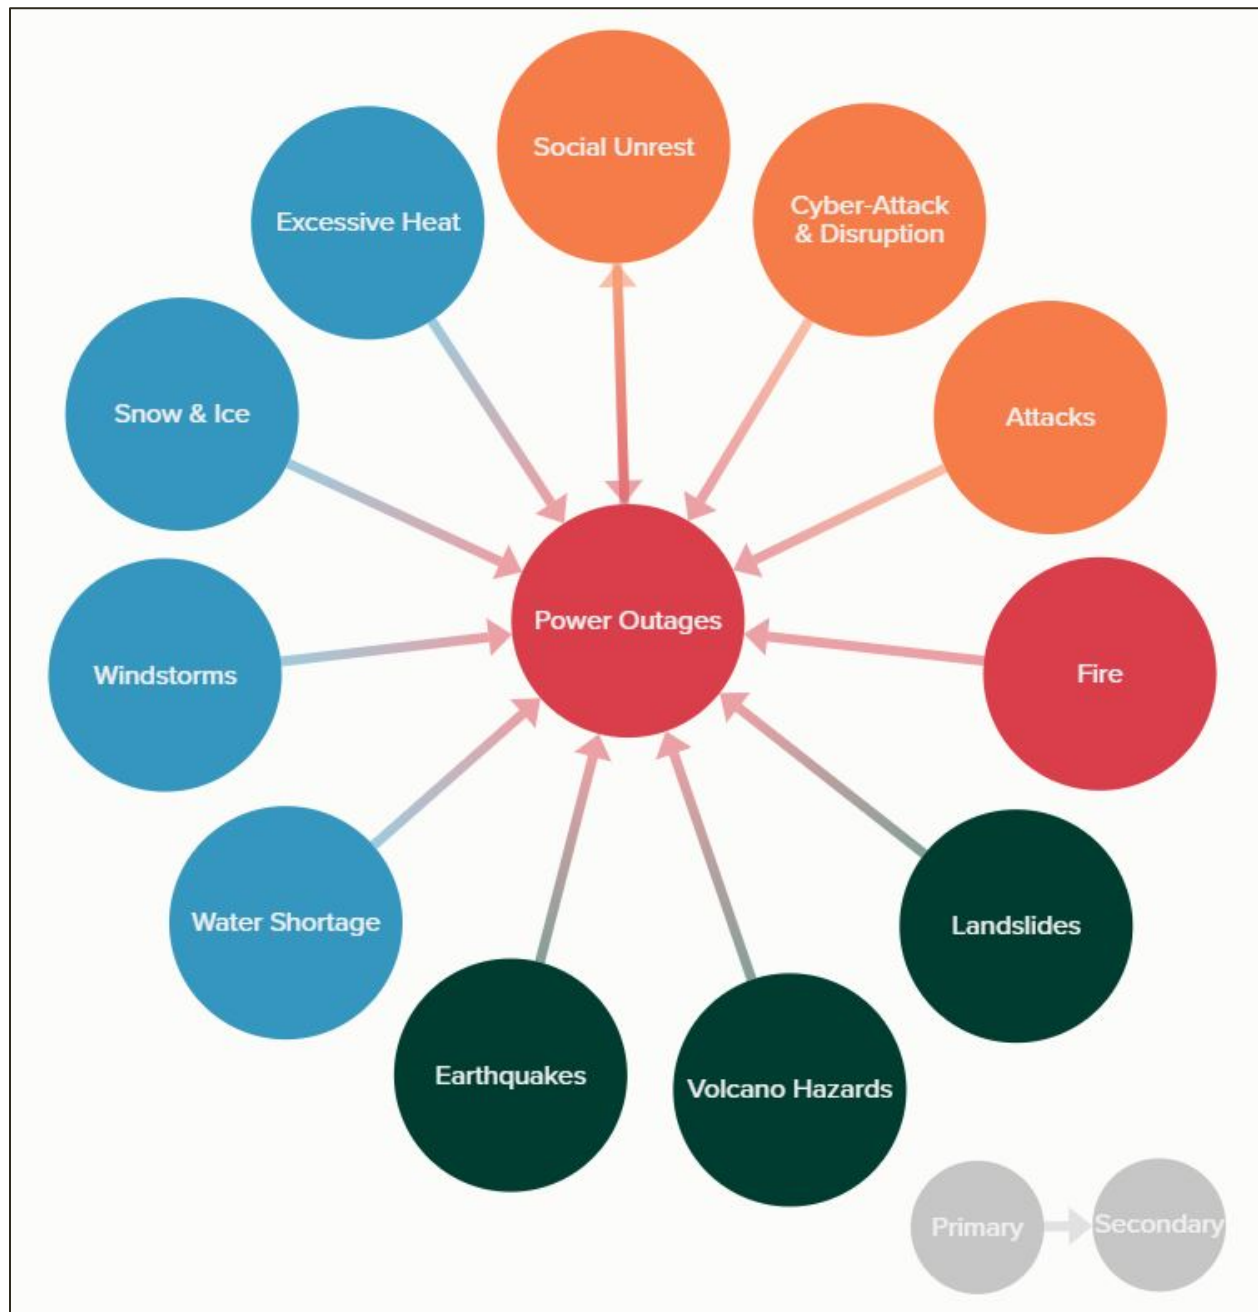 Social Unrest
Cyber-Attack
& Disruption
Excessive Heat
Snow & Ice
Attacks
Power Outages
Windstorms
Fire
Water Shortage
Landslides
Earthquakes
Volcano Hazards
Primary
Secondary